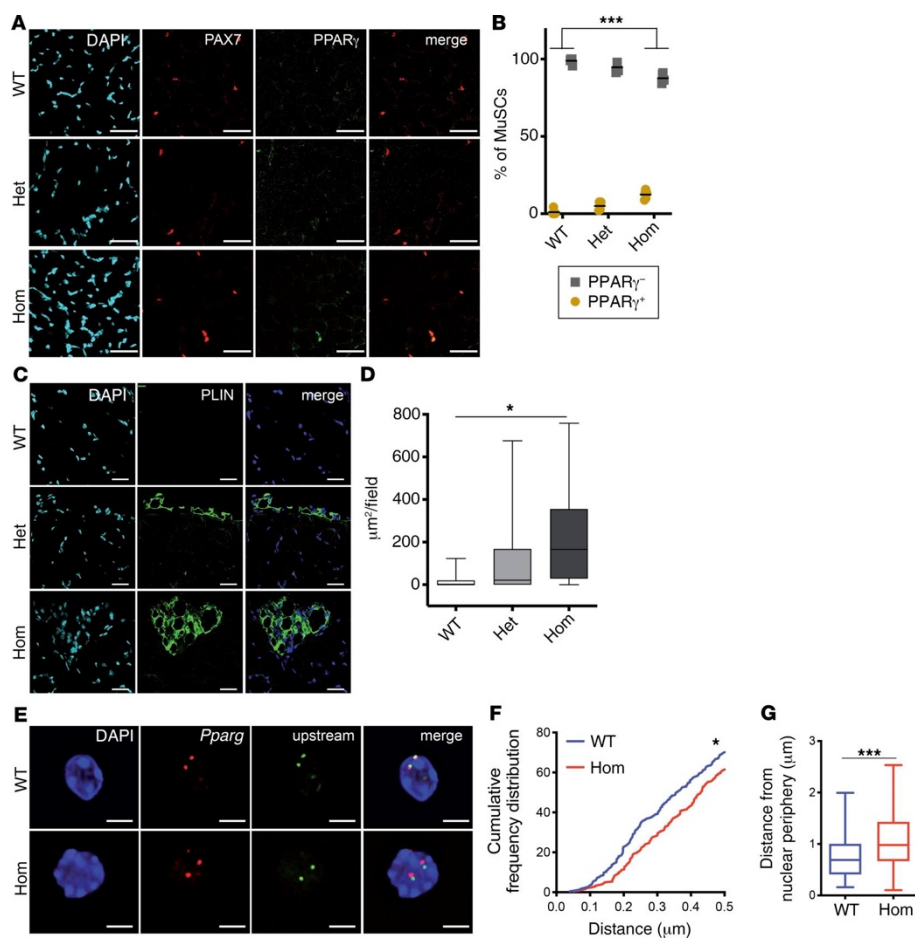 A
DAPI PAX7 PPARγ merge
WT
Het
Hom
B
***
% of MuSCs
100
50
0
WT Het Hom
PPARγ⁻
PPARγ⁺
C
DAPI PLIN merge
WT
Het
Hom
D
*
μm²/field
800
600
400
200
0
WT Het Hom
E
DAPI Pparg upstream merge
WT
Hom
F
WT
Hom
*
Cumulative
frequency distribution
80
60
40
20
0
0.0 0.1 0.2 0.3 0.4 0.5
Distance (μm)
G
***
Distance from
nuclear periphery (μm)
3
2
1
0
WT Hom